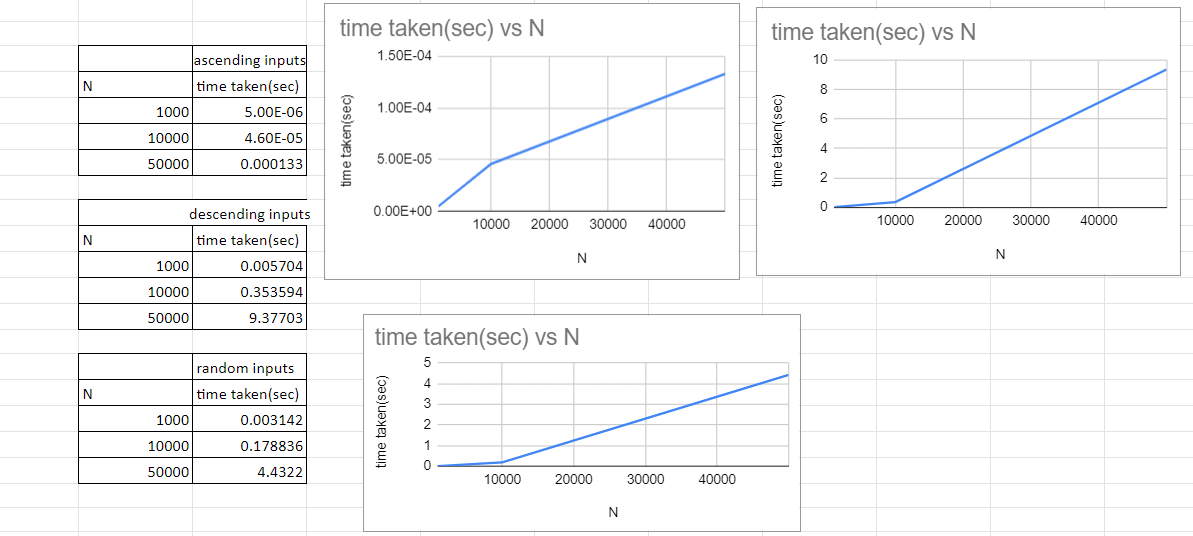 ascending inputs
N time taken(sec)
1000 5.00E-06
10000 4.60E-05
50000 0.000133
descending inputs
N time taken(sec)
1000 0.005704
10000 0.353594
50000 9.37703
random inputs
N time taken(sec)
1000 0.003142
10000 0.178836
50000 4.4322
time taken(sec) vs N
time taken(sec)
1.50E-04
1.00E-04
5.00E-05
0.00E+00
10000 20000 30000 40000
N
time taken(sec) vs N
time taken(sec)
10
8
6
4
2
0
10000 20000 30000 40000
N
time taken(sec) vs N
time taken(sec)
5
4
3
2
1
0
10000 20000 30000 40000
N